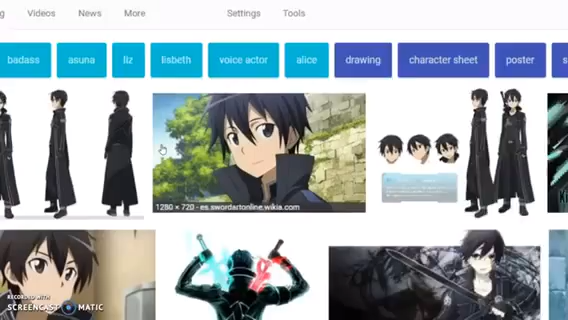 g Videos News More Settings Tools
badass asuna liz lisbeth voice actor alice drawing character sheet poster s
1280 × 720 - es.swordartonline.wikia.com
RECORDED WITH
SCREENCAST MATIC